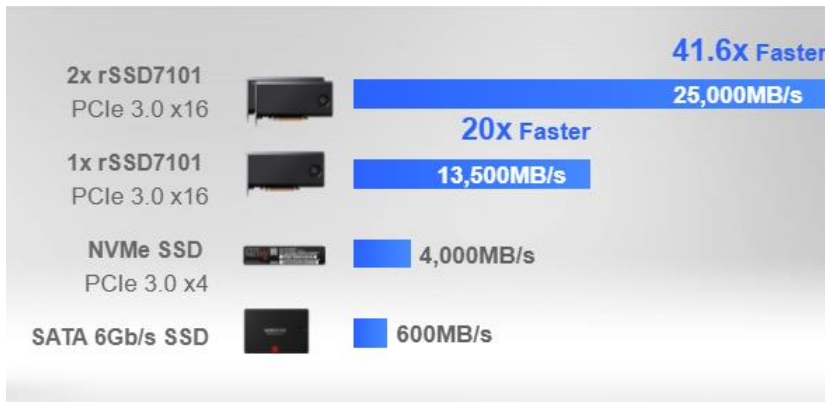 41.6x Faster
2x rSSD7101
PCIe 3.0 x16
25,000MB/s
20x Faster
1x rSSD7101
PCIe 3.0 x16
13,500MB/s
NVMe SSD
PCIe 3.0 x4
4,000MB/s
SATA 6Gb/s SSD
600MB/s